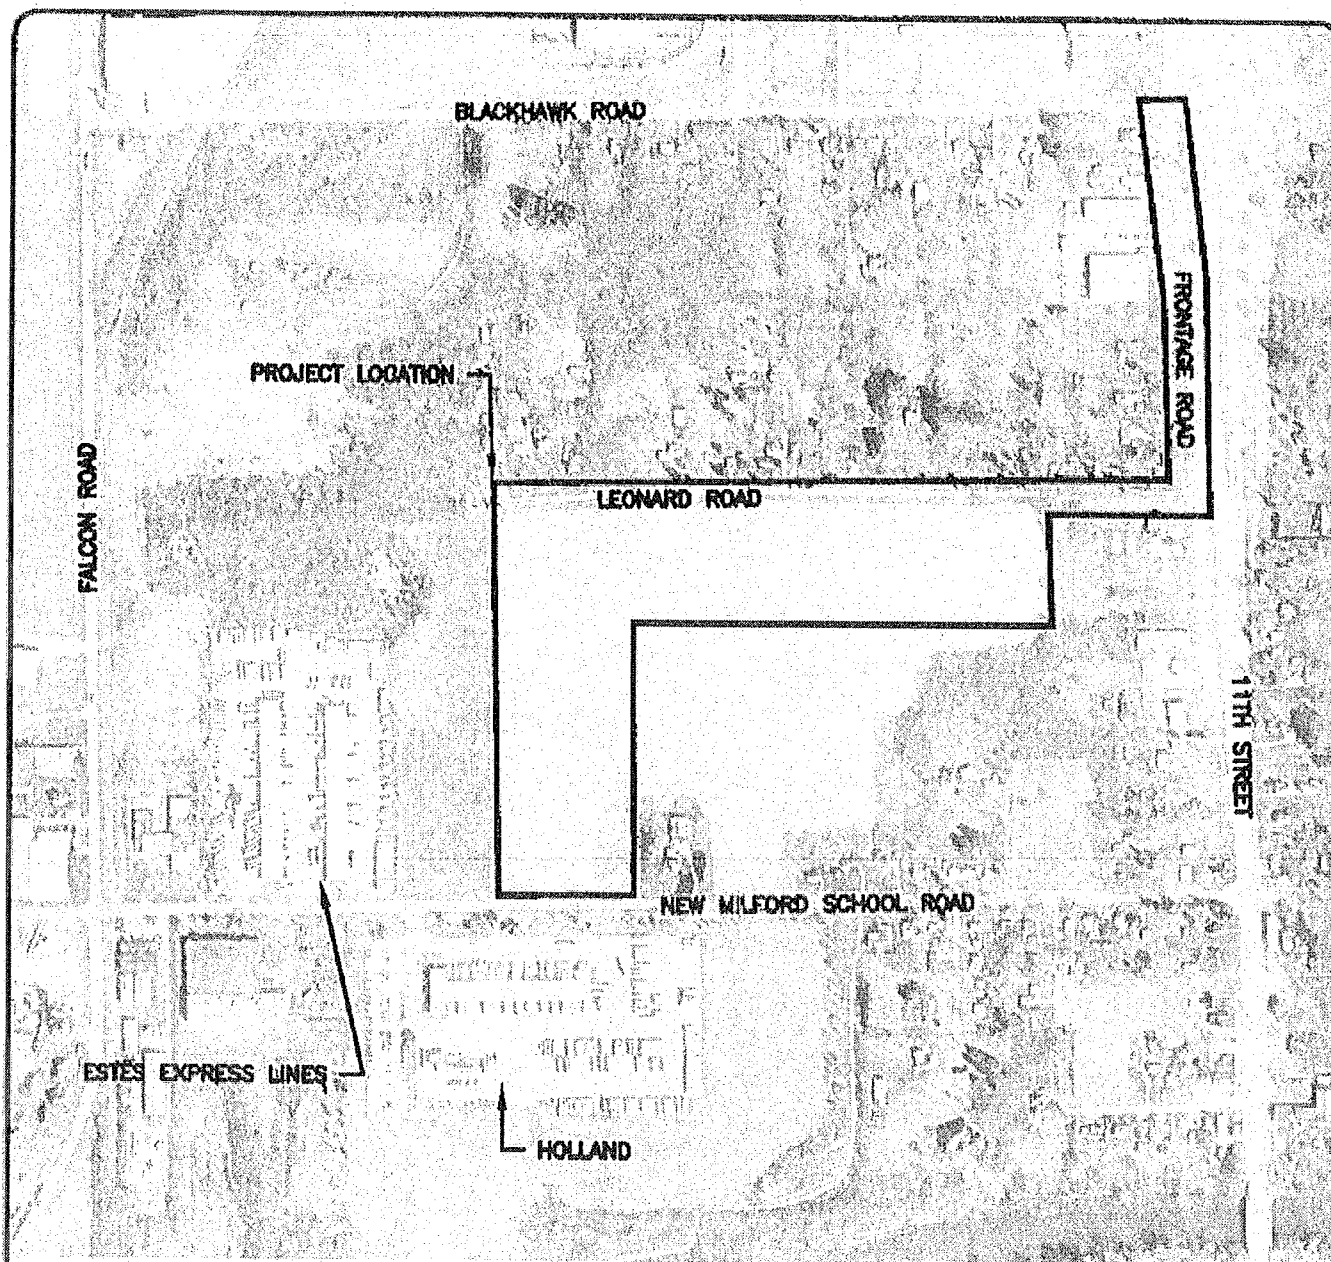 BLACKHAWK ROAD
FRONTAGE ROAD
PROJECT LOCATION
FALCON ROAD
LEONARD ROAD
11TH STREET
NEW MILFORD SCHOOL ROAD
ESTES EXPRESS LINES
HOLLAND